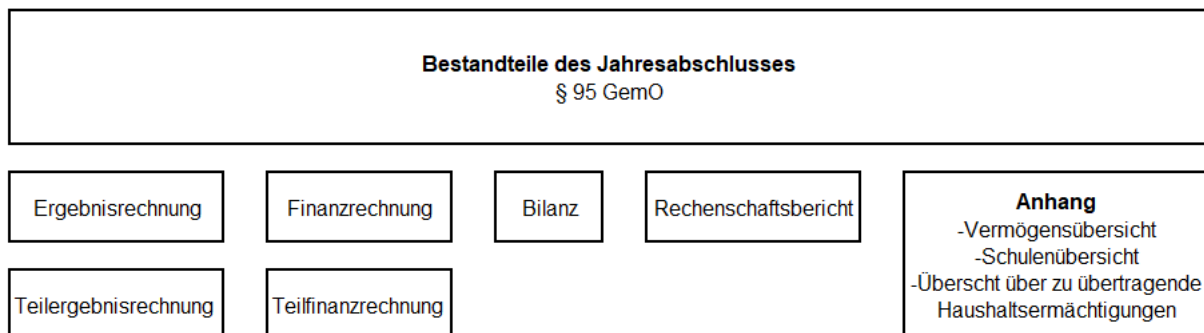 Bestandteile des Jahresabschlusses
§ 95 GemO
Ergebnisrechnung
Finanzrechnung
Bilanz
Rechenschaftsbericht
Anhang
-Vermögensübersicht
-Schulenübersicht
-Überscht über zu übertragende
Haushaltsermächtigungen
Teilergebnisrechnung
Teilfinanzrechnung